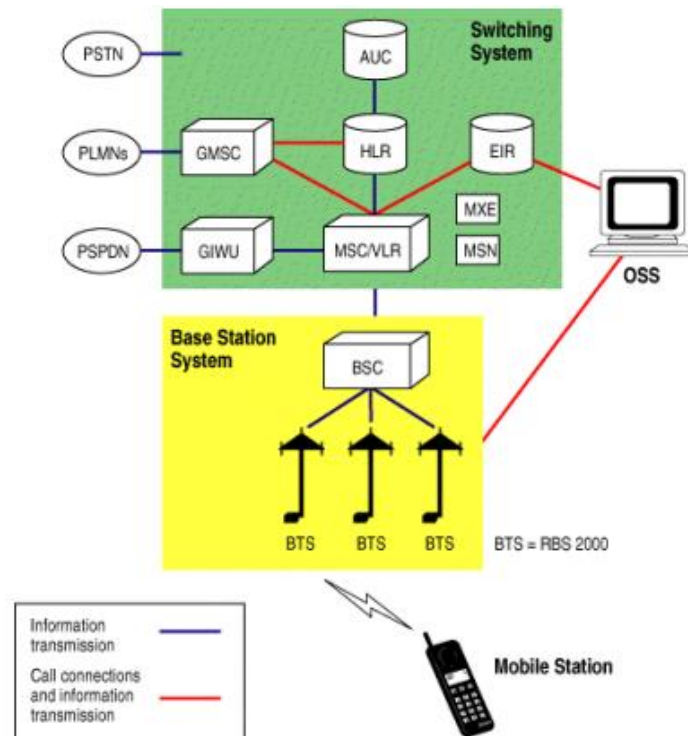 Switching
System
PSTN
AUC
PLMNs
GMSC
HLR
EIR
MXE
PSPDN
GIWU
MSC/VLR
MSN
OSS
Base Station
System
BSC
BTS
BTS
BTS
BTS = RBS 2000
Information
transmission
Call connections
and information
transmission
Mobile Station